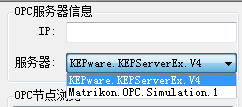 OPC服务器信息
IP:
服务器: KEPware.KEPServerEx.V4
KEPware.KEPServerEx.V4
OPC节点浏览 Matrikon.OPC.Simulation.1